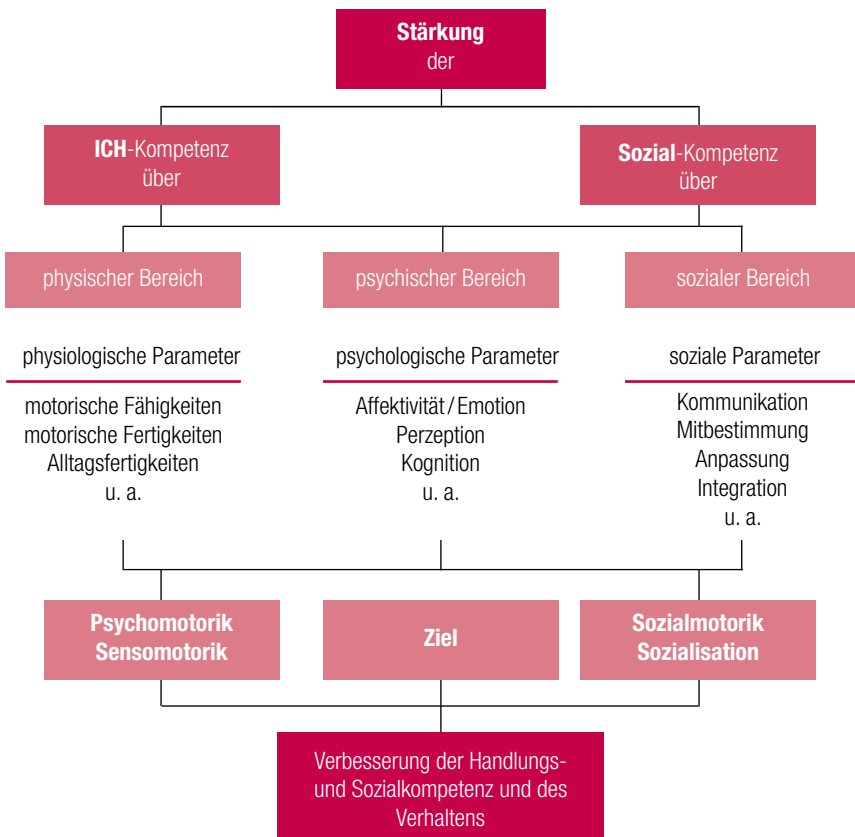 Stärkung
der
ICH-Kompetenz
über
Sozial-Kompetenz
über
physischer Bereich
psychischer Bereich
sozialer Bereich
physiologische Parameter
motorische Fähigkeiten
motorische Fertigkeiten
Alltagsfertigkeiten
u. a.
psychologische Parameter
Affektivität / Emotion
Perzeption
Kognition
u. a.
soziale Parameter
Kommunikation
Mitbestimmung
Anpassung
Integration
u. a.
Psychomotorik
Sensomotorik
Ziel
Sozialmotorik
Sozialisation
Verbesserung der Handlungs-
und Sozialkompetenz und des
Verhaltens